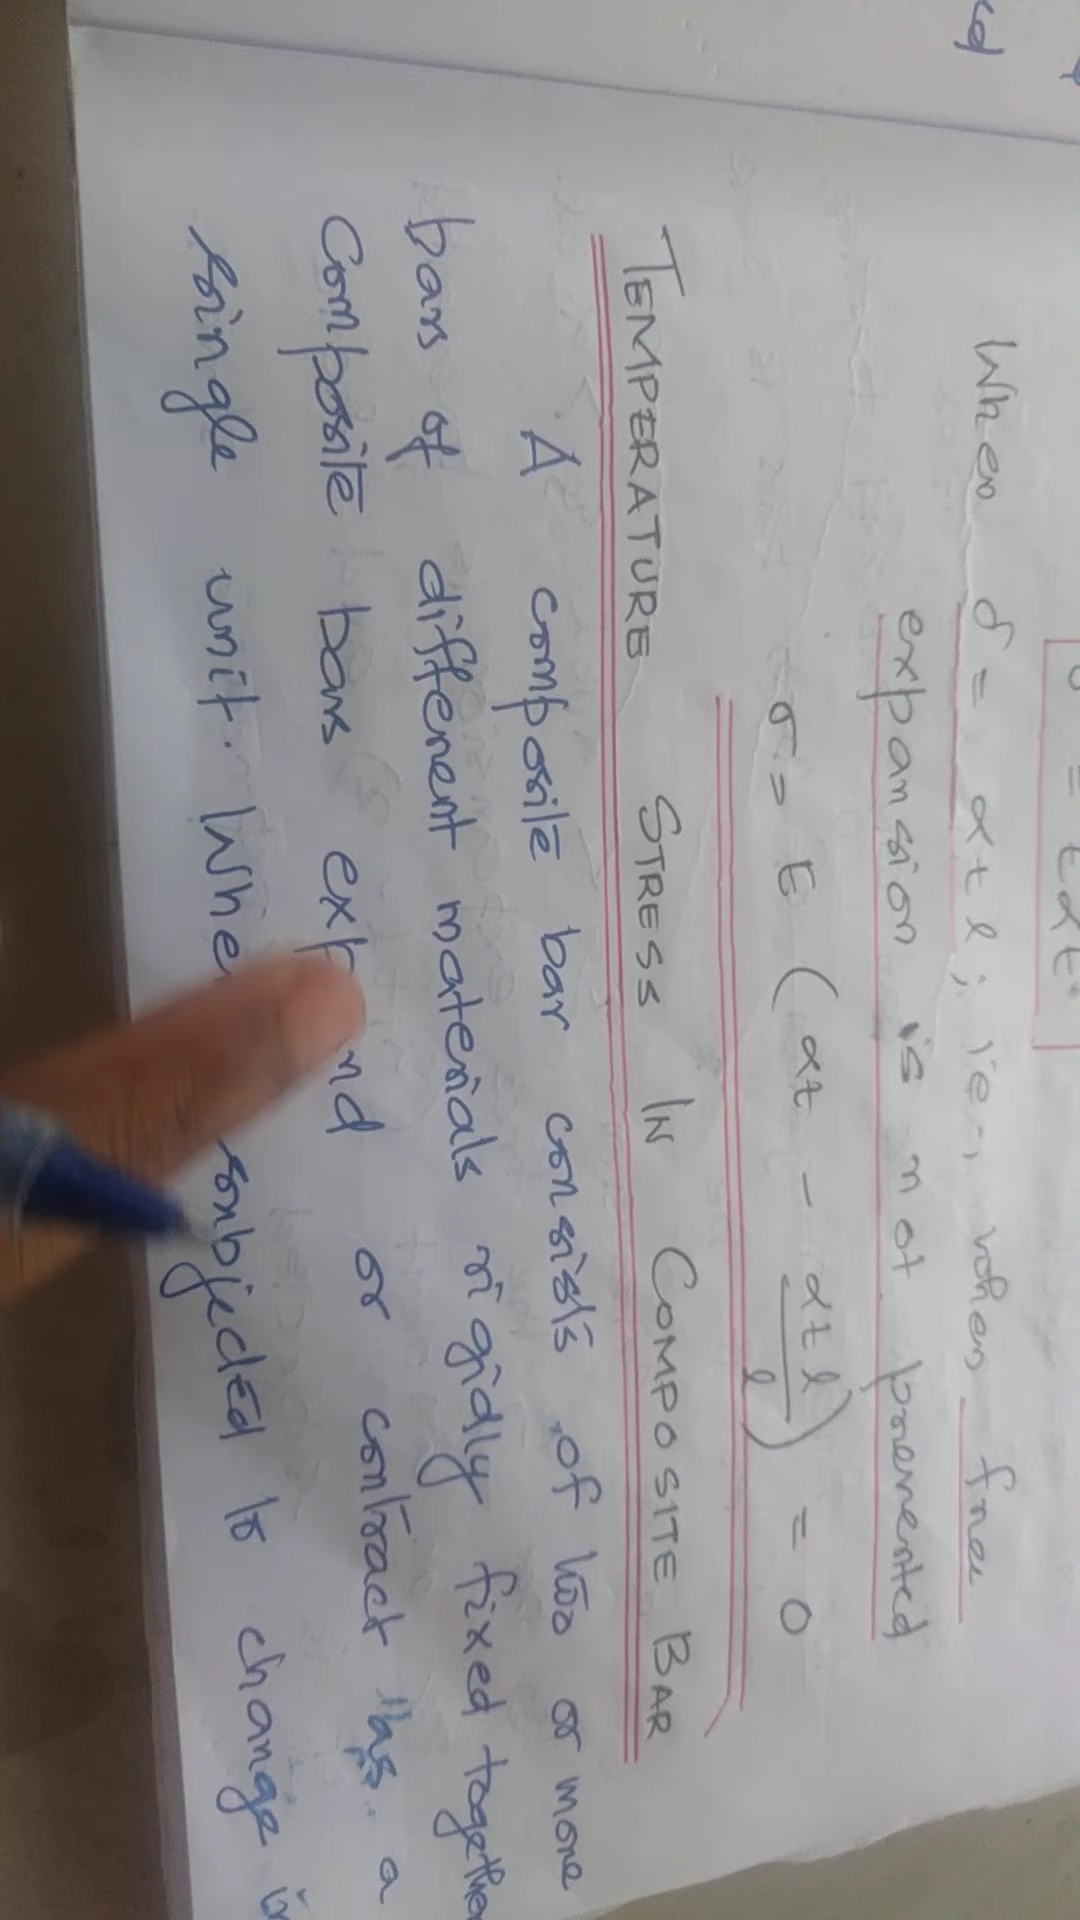 = tαt
When δ = αtl; i.e., when free
expansion is not prevented
σ = E (αt - αtl/l) = 0
TEMPERATURE STRESS IN COMPOSITE BAR
A composite bar consists of two or more
bars of different materials rigidly fixed together
Composite bars expand or contract as a
single unit. When subjected to change in